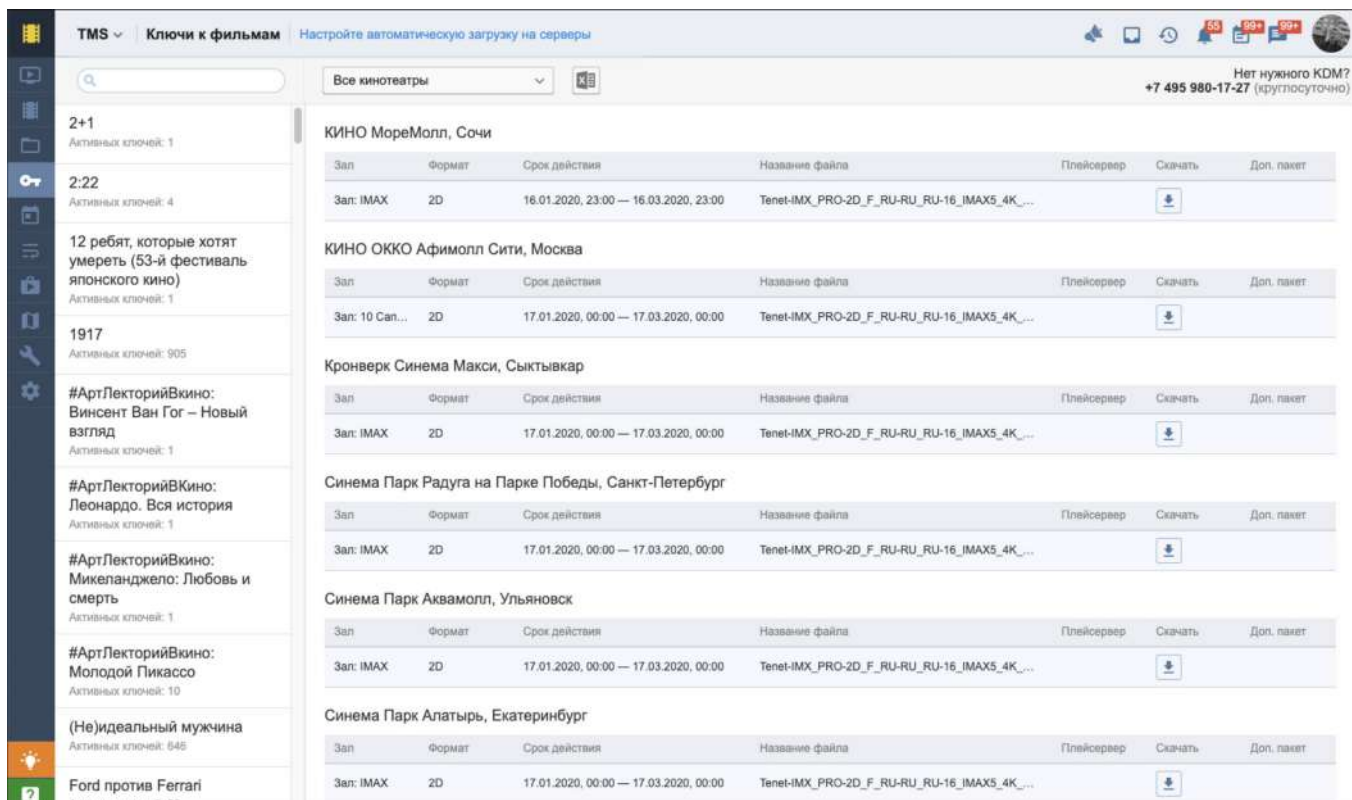 TMS
Ключи к фильмам
Настройте автоматическую загрузку на серверы
55
99+
99+
Все кинотеатры
Нет нужного KDM?
+7 495 980-17-27 (круглосуточно)
2+1
Активных ключей: 1
2:22
Активных ключей: 4
12 ребят, которые хотят
умереть (53-й фестиваль
японского кино)
Активных ключей: 1
1917
Активных ключей: 905
#АртЛекторийВкино:
Винсент Ван Гог – Новый
взгляд
Активных ключей: 1
#АртЛекторийВКино:
Леонардо. Вся история
Активных ключей: 1
#АртЛекторийВкино:
Микеланджело: Любовь и
смерть
Активных ключей: 1
#АртЛекторийВкино:
Молодой Пикассо
Активных ключей: 10
(Не)идеальный мужчина
Активных ключей: 646
Ford против Ferrari
КИНО МореМолл, Сочи
Зал Формат Срок действия Название файла Плейсервер Скачать Доп. пакет
Зал: IMAX 2D 16.01.2020, 23:00 — 16.03.2020, 23:00 Tenet-IMX_PRO-2D_F_RU-RU_RU-16_IMAX5_4K_...
КИНО ОККО Афимолл Сити, Москва
Зал Формат Срок действия Название файла Плейсервер Скачать Доп. пакет
Зал: 10 Сап... 2D 17.01.2020, 00:00 — 17.03.2020, 00:00 Tenet-IMX_PRO-2D_F_RU-RU_RU-16_IMAX5_4K_...
Кронверк Синема Макси, Сыктывкар
Зал Формат Срок действия Название файла Плейсервер Скачать Доп. пакет
Зал: IMAX 2D 17.01.2020, 00:00 — 17.03.2020, 00:00 Tenet-IMX_PRO-2D_F_RU-RU_RU-16_IMAX5_4K_...
Синема Парк Радуга на Парке Победы, Санкт-Петербург
Зал Формат Срок действия Название файла Плейсервер Скачать Доп. пакет
Зал: IMAX 2D 17.01.2020, 00:00 — 17.03.2020, 00:00 Tenet-IMX_PRO-2D_F_RU-RU_RU-16_IMAX5_4K_...
Синема Парк Аквамолл, Ульяновск
Зал Формат Срок действия Название файла Плейсервер Скачать Доп. пакет
Зал: IMAX 2D 17.01.2020, 00:00 — 17.03.2020, 00:00 Tenet-IMX_PRO-2D_F_RU-RU_RU-16_IMAX5_4K_...
Синема Парк Алатырь, Екатеринбург
Зал Формат Срок действия Название файла Плейсервер Скачать Доп. пакет
Зал: IMAX 2D 17.01.2020, 00:00 — 17.03.2020, 00:00 Tenet-IMX_PRO-2D_F_RU-RU_RU-16_IMAX5_4K_...